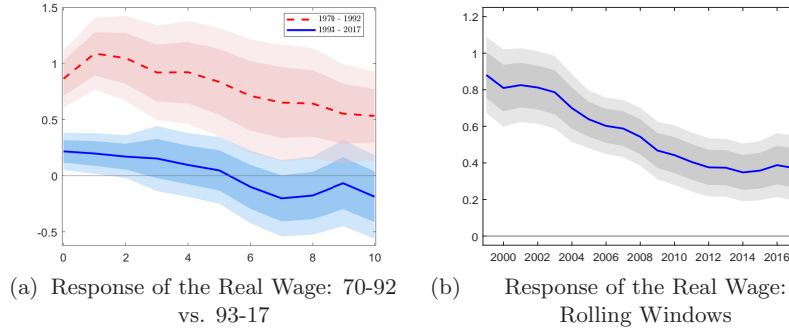 1.5
1
0.5
0
-0.5
0 2 4 6 8 10
1970 - 1992
1993 - 2017
(a) Response of the Real Wage: 70-92
vs. 93-17
1.2
1
0.8
0.6
0.4
0.2
0
2000 2002 2004 2006 2008 2010 2012 2014 2016
(b) Response of the Real Wage:
Rolling Windows